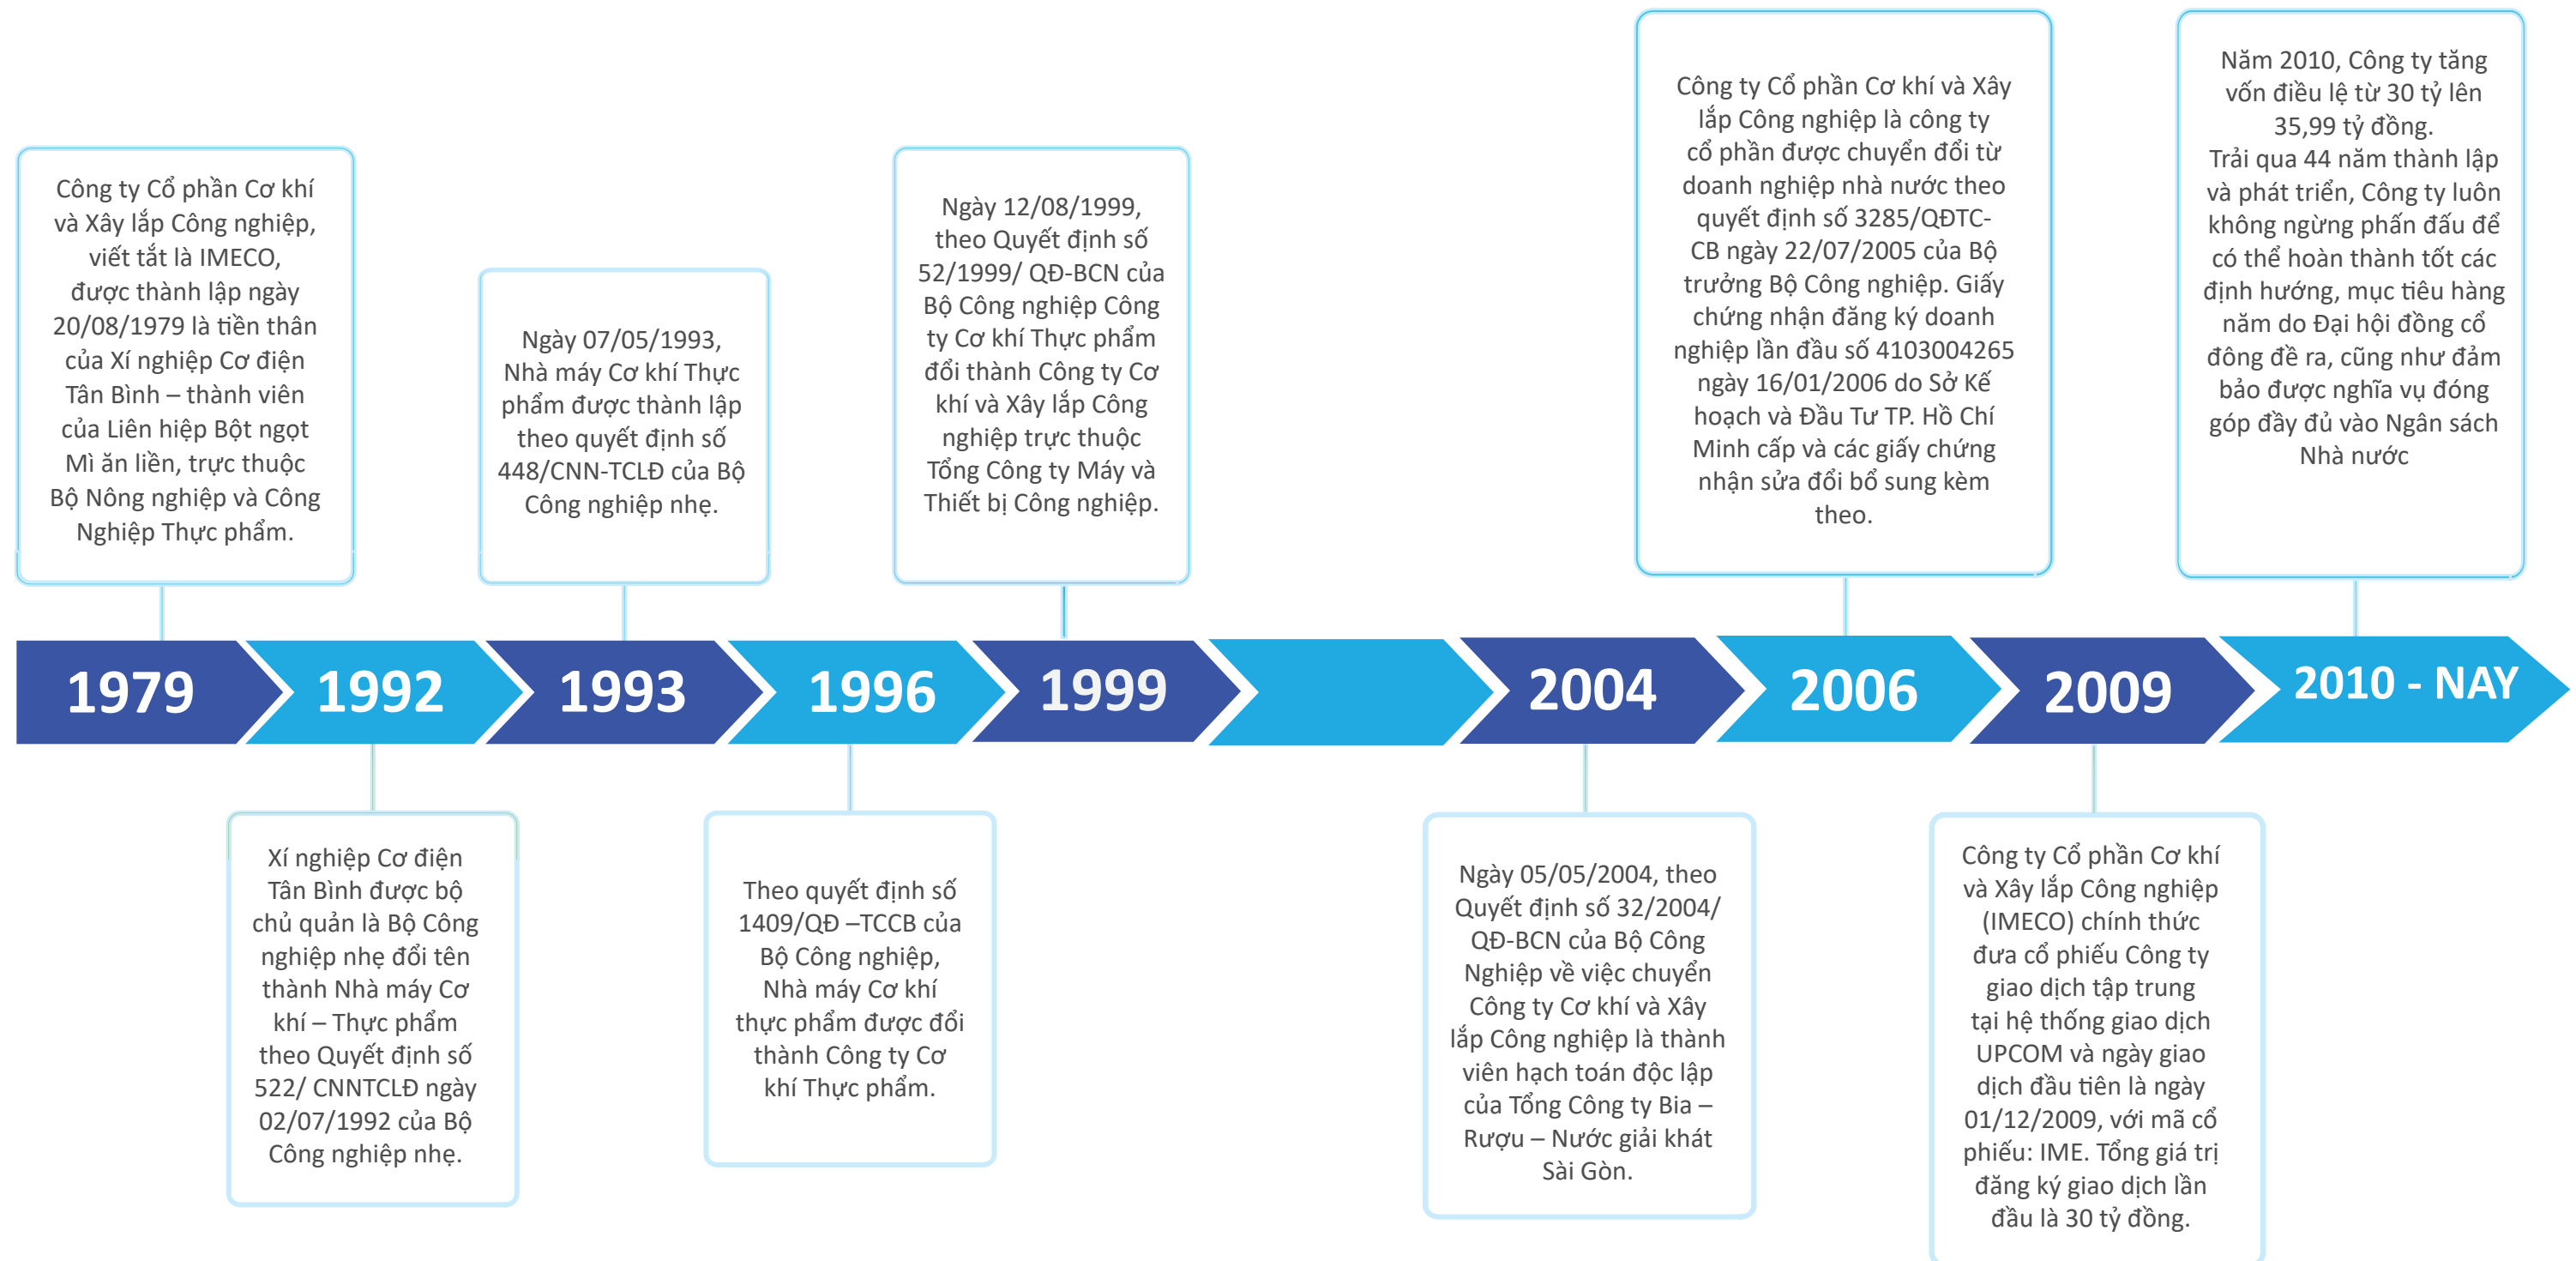 Công ty Cổ phần Cơ khí
và Xây lắp Công nghiệp,
viết tắt là IMECO,
được thành lập ngày
20/08/1979 là tiền thân
của Xí nghiệp Cơ điện
Tân Bình – thành viên
của Liên hiệp Bột ngọt
Mì ăn liền, trực thuộc
Bộ Nông nghiệp và Công
Nghiệp Thực phẩm.
Ngày 07/05/1993,
Nhà máy Cơ khí Thực
phẩm được thành lập
theo quyết định số
448/CNN-TCLĐ của Bộ
Công nghiệp nhẹ.
Ngày 12/08/1999,
theo Quyết định số
52/1999/ QĐ-BCN của
Bộ Công nghiệp Công
ty Cơ khí Thực phẩm
đổi thành Công ty Cơ
khí và Xây lắp Công
nghiệp trực thuộc
Tổng Công ty Máy và
Thiết bị Công nghiệp.
Công ty Cổ phần Cơ khí và Xây
lắp Công nghiệp là công ty
cổ phần được chuyển đổi từ
doanh nghiệp nhà nước theo
quyết định số 3285/QĐTC-
CB ngày 22/07/2005 của Bộ
trưởng Bộ Công nghiệp. Giấy
chứng nhận đăng ký doanh
nghiệp lần đầu số 4103004265
ngày 16/01/2006 do Sở Kế
hoạch và Đầu Tư TP. Hồ Chí
Minh cấp và các giấy chứng
nhận sửa đổi bổ sung kèm
theo.
Năm 2010, Công ty tăng
vốn điều lệ từ 30 tỷ lên
35,99 tỷ đồng.
Trải qua 44 năm thành lập
và phát triển, Công ty luôn
không ngừng phấn đấu để
có thể hoàn thành tốt các
định hướng, mục tiêu hàng
năm do Đại hội đồng cổ
đông đề ra, cũng như đảm
bảo được nghĩa vụ đóng
góp đầy đủ vào Ngân sách
Nhà nước
1979
1992
1993
1996
1999
2004
2006
2009
2010 - NAY
Xí nghiệp Cơ điện
Tân Bình được bộ
chủ quản là Bộ Công
nghiệp nhẹ đổi tên
thành Nhà máy Cơ
khí – Thực phẩm
theo Quyết định số
522/ CNNTCLĐ ngày
02/07/1992 của Bộ
Công nghiệp nhẹ.
Theo quyết định số
1409/QĐ –TCCB của
Bộ Công nghiệp,
Nhà máy Cơ khí
thực phẩm được đổi
thành Công ty Cơ
khí Thực phẩm.
Ngày 05/05/2004, theo
Quyết định số 32/2004/
QĐ-BCN của Bộ Công
Nghiệp về việc chuyển
Công ty Cơ khí và Xây
lắp Công nghiệp là thành
viên hạch toán độc lập
của Tổng Công ty Bia –
Rượu – Nước giải khát
Sài Gòn.
Công ty Cổ phần Cơ khí
và Xây lắp Công nghiệp
(IMECO) chính thức
đưa cổ phiếu Công ty
giao dịch tập trung
tại hệ thống giao dịch
UPCOM và ngày giao
dịch đầu tiên là ngày
01/12/2009, với mã cổ
phiếu: IME. Tổng giá trị
đăng ký giao dịch lần
đầu là 30 tỷ đồng.